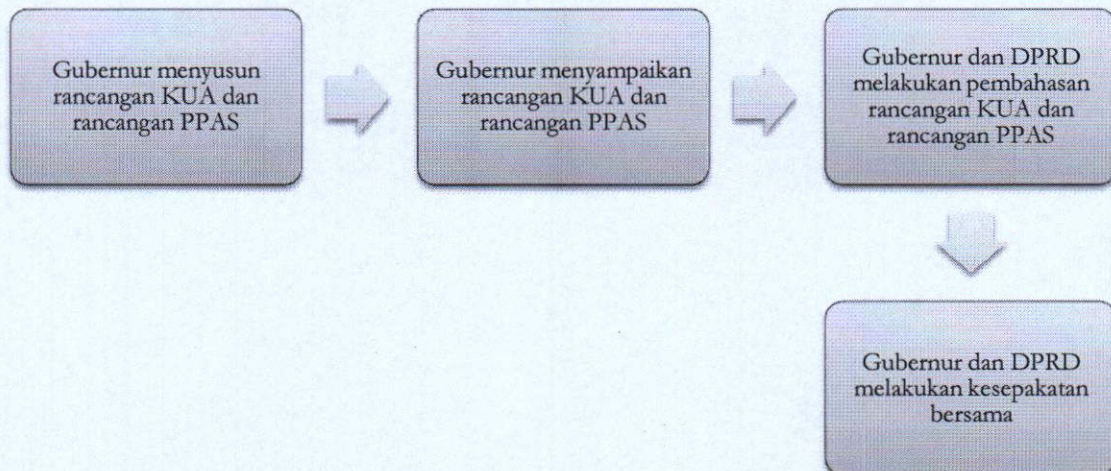 Gubernur menyusun
rancangan KUA dan
rancangan PPAS
Gubernur menyampaikan
rancangan KUA dan
rancangan PPAS
Gubernur dan DPRD
melakukan pembahasan
rancangan KUA dan
rancangan PPAS
Gubernur dan DPRD
melakukan kesepakatan
bersama